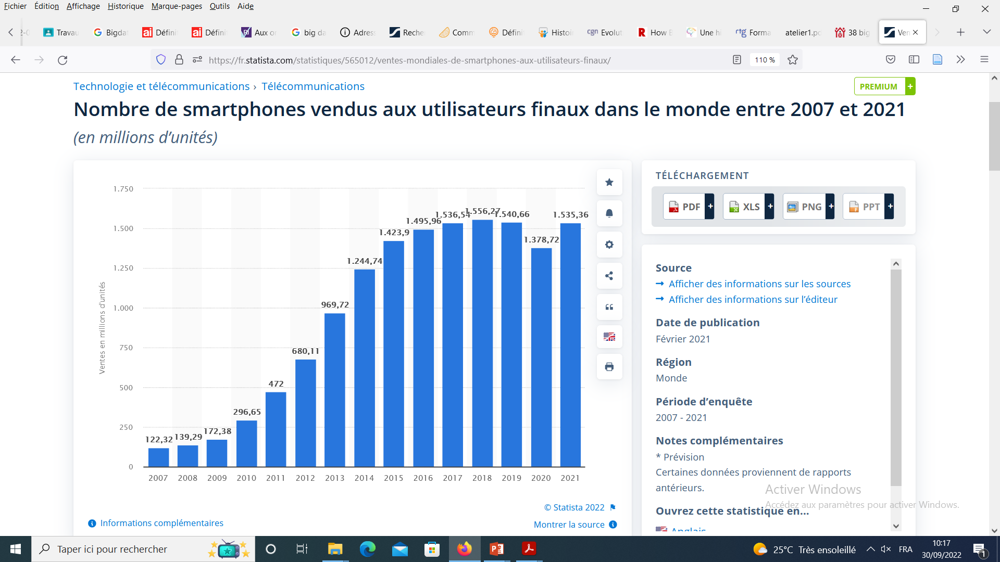 Fichier Édition Affichage Historique Marque-pages Outils Aide
Travau Bigdat Défini Défini Aux or big da Adress Reche Comm Défini Histoi cgn Evolut How B Une hi rtg Forma atelier1.pd 38 big Ven
https://fr.statista.com/statistiques/565012/ventes-mondiales-de-smartphones-aux-utilisateurs-finaux/ 110 %
Technologie et télécommunications › Télécommunications
PREMIUM +
Nombre de smartphones vendus aux utilisateurs finaux dans le monde entre 2007 et 2021
(en millions d’unités)
Ventes en millions d'unités
1.750
1.500
1.250
1.000
750
500
250
0
122,32
139,29
172,38
296,65
472
680,11
969,72
1.244,74
1.423,9
1.495,96
1.536,54
1.556,27
1.540,66
1.378,72
1.535,36
2007 2008 2009 2010 2011 2012 2013 2014 2015 2016 2017 2018 2019 2020 2021
© Statista 2022
Informations complémentaires
Montrer la source
TÉLÉCHARGEMENT
PDF + XLS + PNG + PPT +
Source
Afficher des informations sur les sources
Afficher des informations sur l’éditeur
Date de publication
Février 2021
Région
Monde
Période d’enquête
2007 - 2021
Notes complémentaires
* Prévision
Certaines données proviennent de rapports
antérieurs.
Ouvrez cette statistique en...
Anglais
Activer Windows
Accédez aux paramètres pour activer Windows.
Taper ici pour rechercher
25°C Très ensoleillé
FRA
10:17
30/09/2022
1